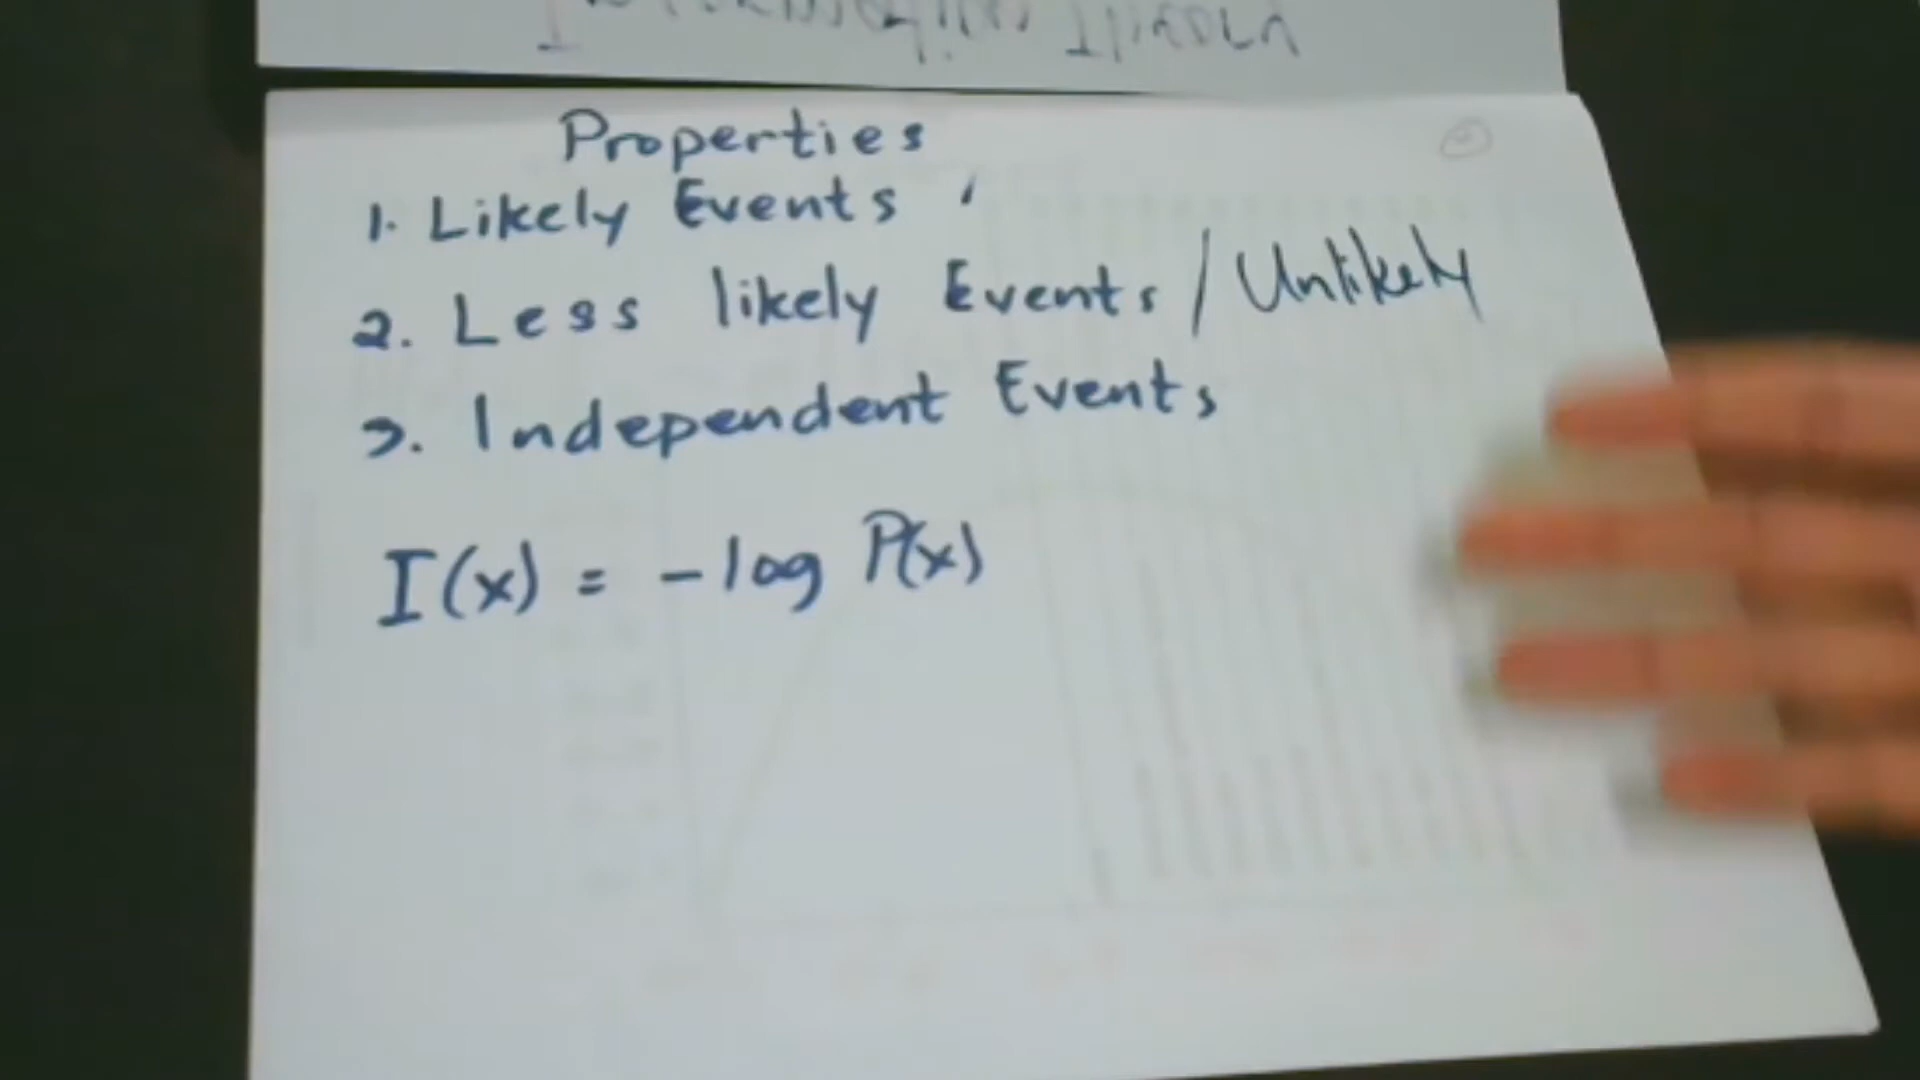 Properties
1. Likely Events
2. Less likely Events / Unlikely
3. Independent Events
I(x) = - log P(x)